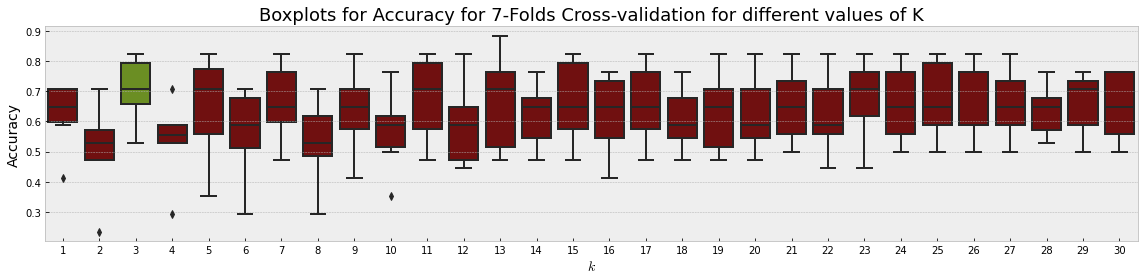 Boxplots for Accuracy for 7-Folds Cross-validation for different values of K
Accuracy
0.9
0.8
0.7
0.6
0.5
0.4
0.3
1 2 3 4 5 6 7 8 9 10 11 12 13 14 15 16 17 18 19 20 21 22 23 24 25 26 27 28 29 30
k